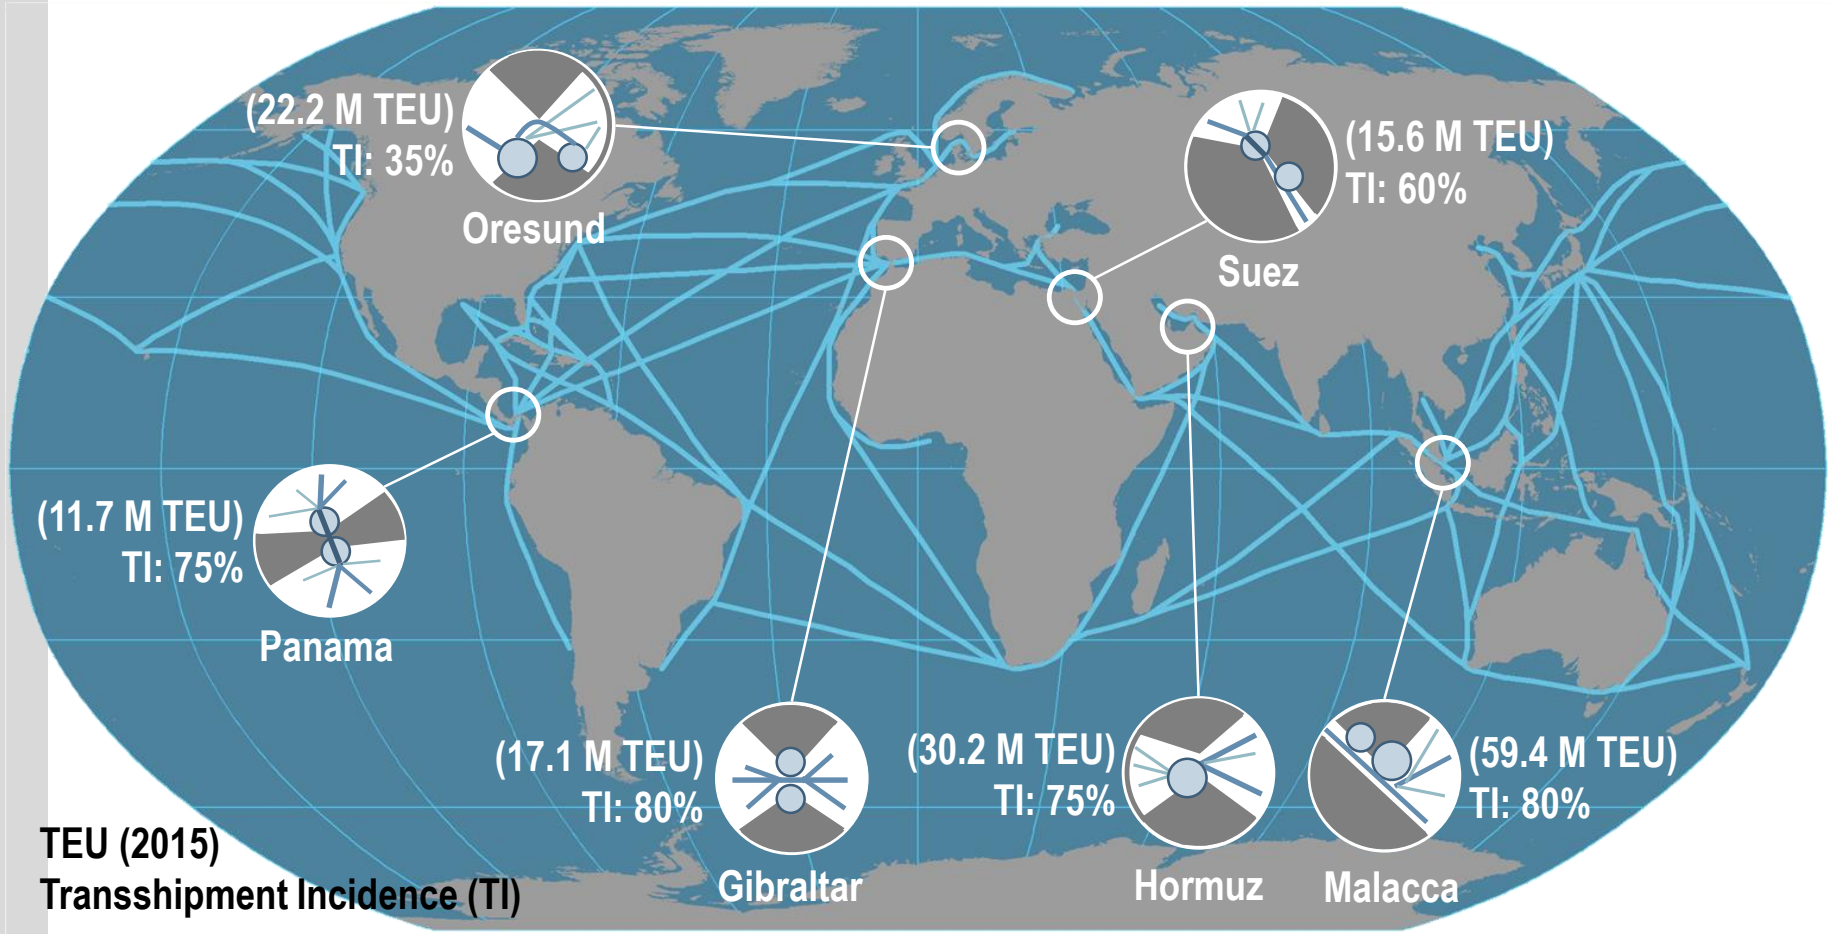 (22.2 M TEU)
TI: 35%
Oresund
(15.6 M TEU)
TI: 60%
Suez
(11.7 M TEU)
TI: 75%
Panama
(17.1 M TEU)
TI: 80%
Gibraltar
(30.2 M TEU)
TI: 75%
Hormuz
(59.4 M TEU)
TI: 80%
Malacca
TEU (2015)
Transshipment Incidence (TI)